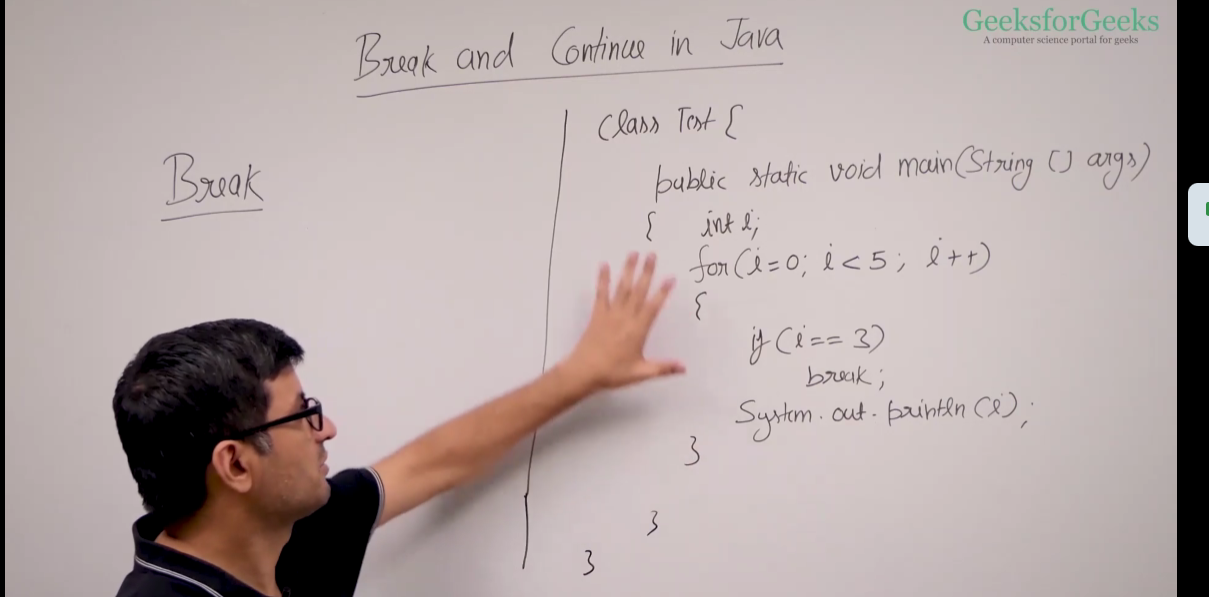 GeeksforGeeks
A computer science portal for geeks
Break and Continue in Java
Break
class Test {
public static void main(String [] args)
{ int i;
for(i=0; i<5; i++)
{
if(i==3)
break;
System.out.println(i);
}
}
}